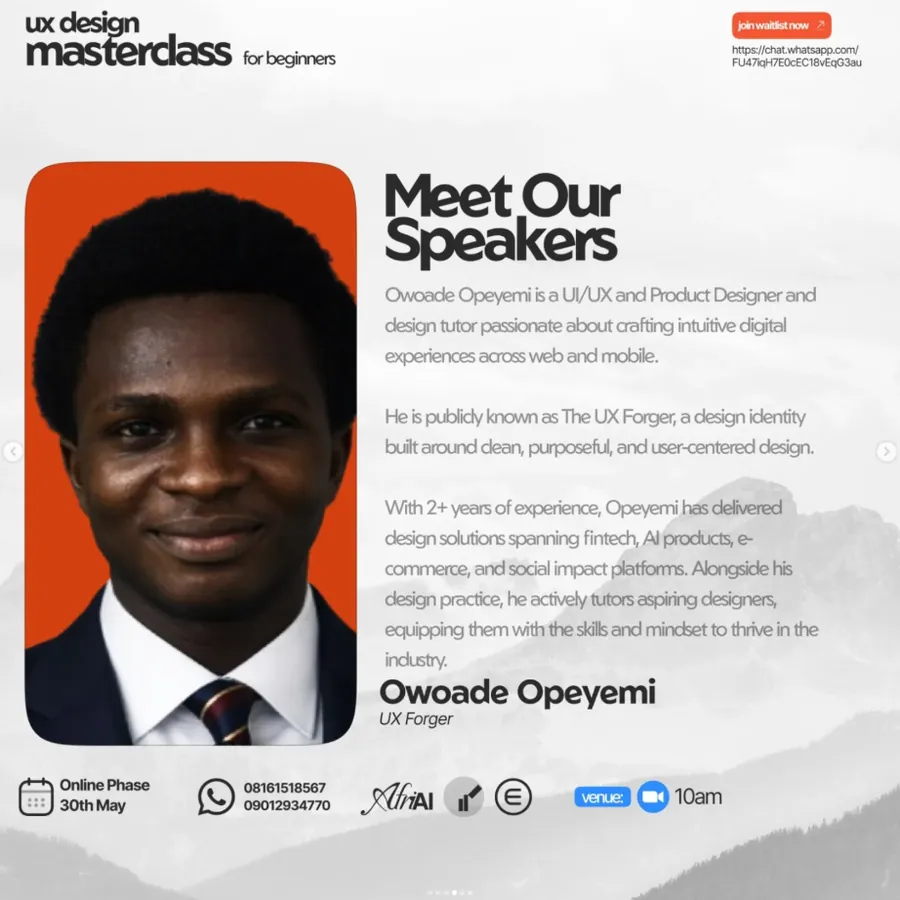 ux design
masterclass for beginners
join waitlist now
https://chat.whatsapp.com/
FU47iqH7E0cEC18vEqG3au
Meet Our
Speakers
Owoade Opeyemi is a UI/UX and Product Designer and
design tutor passionate about crafting intuitive digital
experiences across web and mobile.
He is publicly known as The UX Forger, a design identity
built around clean, purposeful, and user-centered design.
With 2+ years of experience, Opeyemi has delivered
design solutions spanning fintech, AI products, e-
commerce, and social impact platforms. Alongside his
design practice, he actively tutors aspiring designers,
equipping them with the skills and mindset to thrive in the
industry.
Owoade Opeyemi
UX Forger
Online Phase
30th May
08161518567
09012934770
AfriAI
venue:
10am